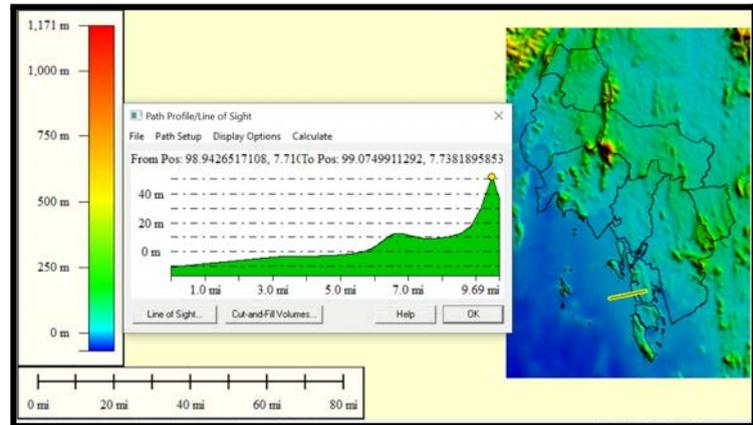 1,171 m
1,000 m
750 m
500 m
250 m
0 m
Path Profile/Line of Sight
File Path Setup Display Options Calculate
From Pos: 98.9426517108, 7.71( To Pos: 99.0749911292, 7.7381895853
40 m
20 m
0 m
1.0 mi 3.0 mi 5.0 mi 7.0 mi 9.69 mi
Line of Sight... Cut-and-Fill Volumes... Help OK
0 mi 20 mi 40 mi 60 mi 80 mi